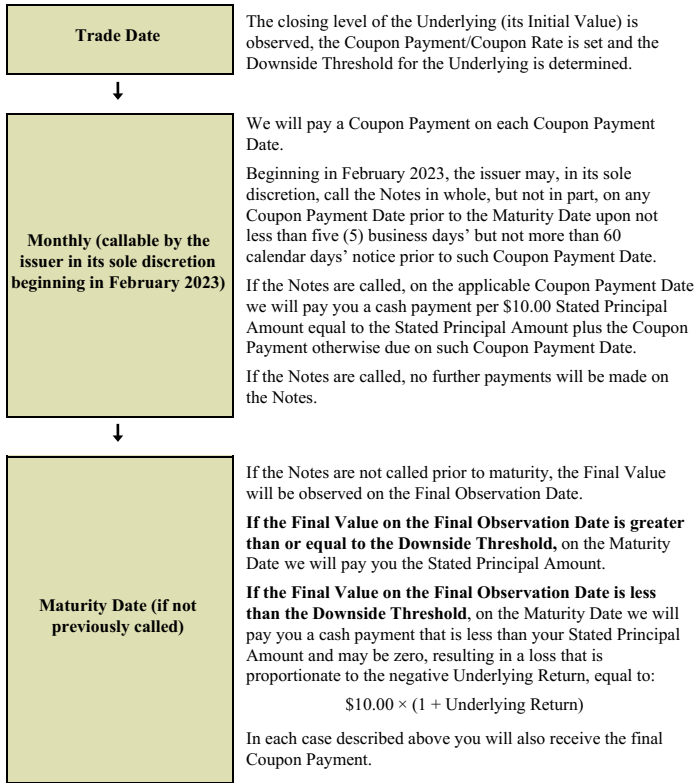 Trade Date
The closing level of the Underlying (its Initial Value) is
observed, the Coupon Payment/Coupon Rate is set and the
Downside Threshold for the Underlying is determined.
Monthly (callable by the
issuer in its sole discretion
beginning in February 2023)
We will pay a Coupon Payment on each Coupon Payment
Date.
Beginning in February 2023, the issuer may, in its sole
discretion, call the Notes in whole, but not in part, on any
Coupon Payment Date prior to the Maturity Date upon not
less than five (5) business days’ but not more than 60
calendar days’ notice prior to such Coupon Payment Date.
If the Notes are called, on the applicable Coupon Payment Date
we will pay you a cash payment per $10.00 Stated Principal
Amount equal to the Stated Principal Amount plus the Coupon
Payment otherwise due on such Coupon Payment Date.
If the Notes are called, no further payments will be made on
the Notes.
Maturity Date (if not
previously called)
If the Notes are not called prior to maturity, the Final Value
will be observed on the Final Observation Date.
If the Final Value on the Final Observation Date is greater
than or equal to the Downside Threshold, on the Maturity
Date we will pay you the Stated Principal Amount.
If the Final Value on the Final Observation Date is less
than the Downside Threshold, on the Maturity Date we will
pay you a cash payment that is less than your Stated Principal
Amount and may be zero, resulting in a loss that is
proportionate to the negative Underlying Return, equal to:
$10.00 × (1 + Underlying Return)
In each case described above you will also receive the final
Coupon Payment.